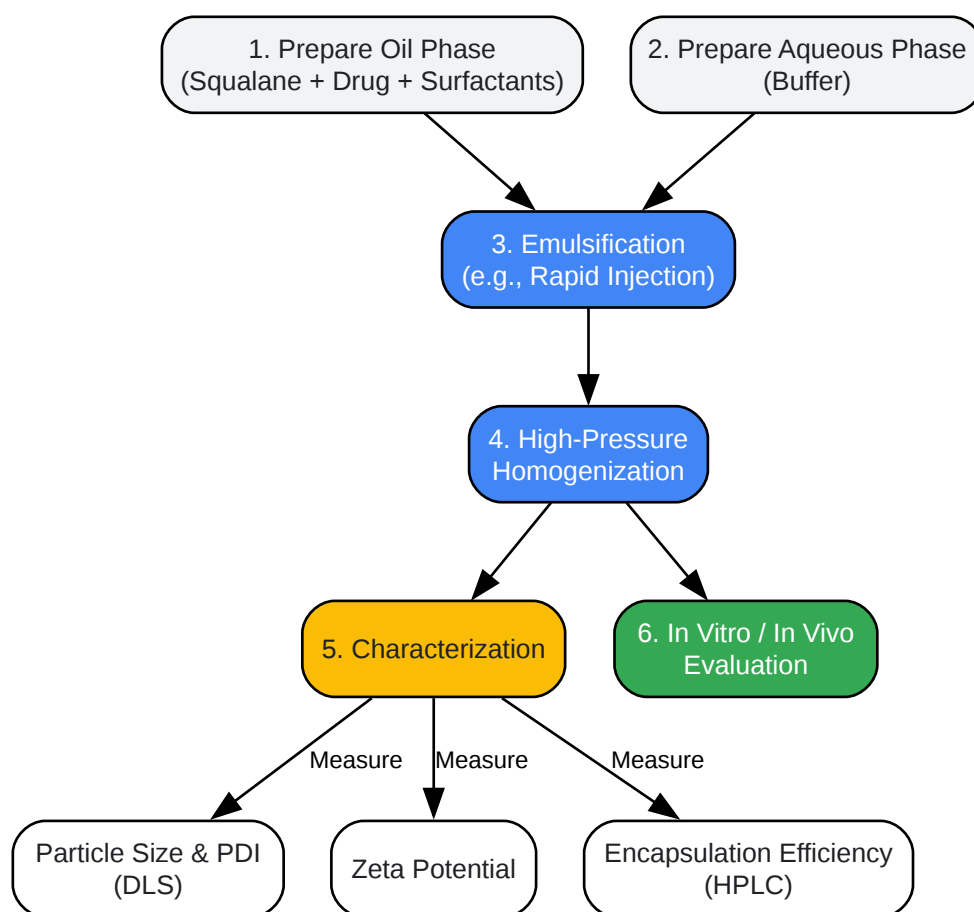 1. Prepare Oil Phase
(Squalane + Drug + Surfactants)
2. Prepare Aqueous Phase
(Buffer)
3. Emulsification
(e.g., Rapid Injection)
4. High-Pressure
Homogenization
5. Characterization
6. In Vitro / In Vivo
Evaluation
Measure
Measure
Measure
Particle Size & PDI
(DLS)
Zeta Potential
Encapsulation Efficiency
(HPLC)